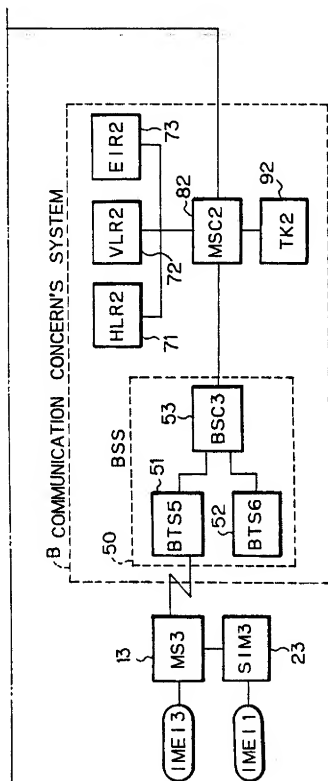 B COMMUNICATION CONCERN'S SYSTEM
HLR2
71
VLR2
72
EIR2
73
50
BSS
13
MS3
BTS5
51
BSC3
53
MSC2
82
IMEI3
52
BTS6
TK2
92
IMEI1
SIM3
23